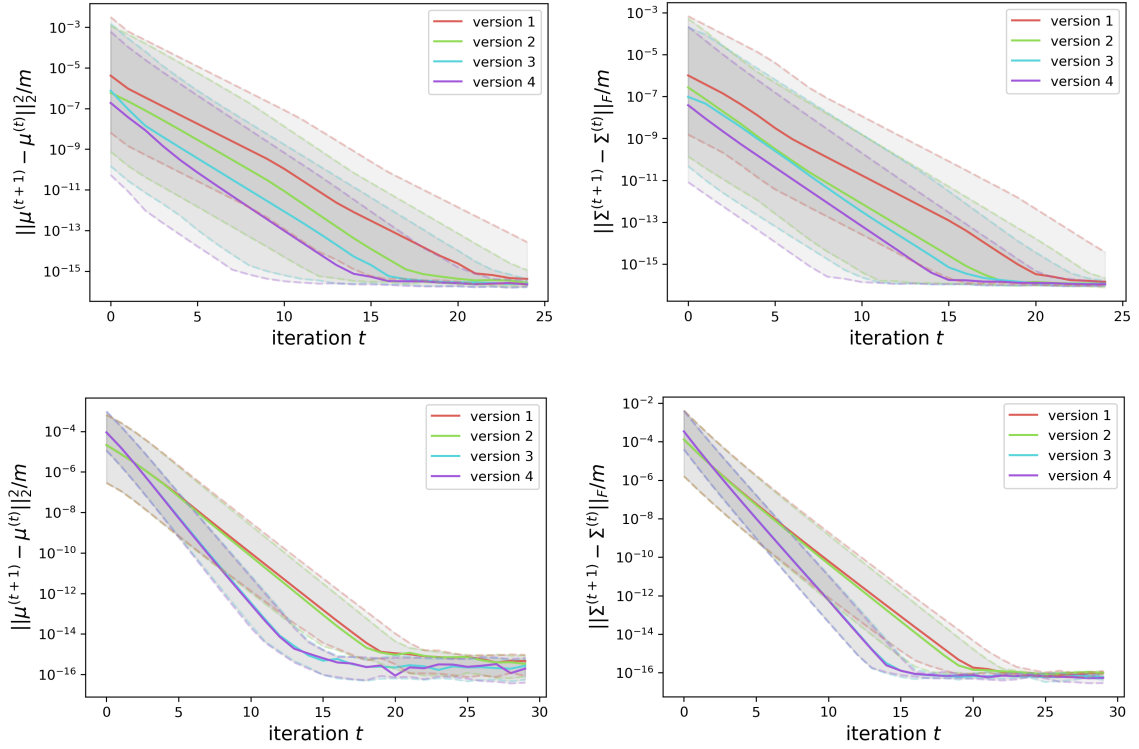 ||μ^(t+1) − μ^(t)||₂²/m
10⁻³
10⁻⁵
10⁻⁷
10⁻⁹
10⁻¹¹
10⁻¹³
10⁻¹⁵
version 1
version 2
version 3
version 4
0 5 10 15 20 25
iteration t
||Σ^(t+1) − Σ^(t)||_F/m
10⁻³
10⁻⁵
10⁻⁷
10⁻⁹
10⁻¹¹
10⁻¹³
10⁻¹⁵
version 1
version 2
version 3
version 4
0 5 10 15 20 25
iteration t
||μ^(t+1) − μ^(t)||₂²/m
10⁻⁴
10⁻⁶
10⁻⁸
10⁻¹⁰
10⁻¹²
10⁻¹⁴
10⁻¹⁶
version 1
version 2
version 3
version 4
0 5 10 15 20 25 30
iteration t
||Σ^(t+1) − Σ^(t)||_F/m
10⁻²
10⁻⁴
10⁻⁶
10⁻⁸
10⁻¹⁰
10⁻¹²
10⁻¹⁴
10⁻¹⁶
version 1
version 2
version 3
version 4
0 5 10 15 20 25 30
iteration t